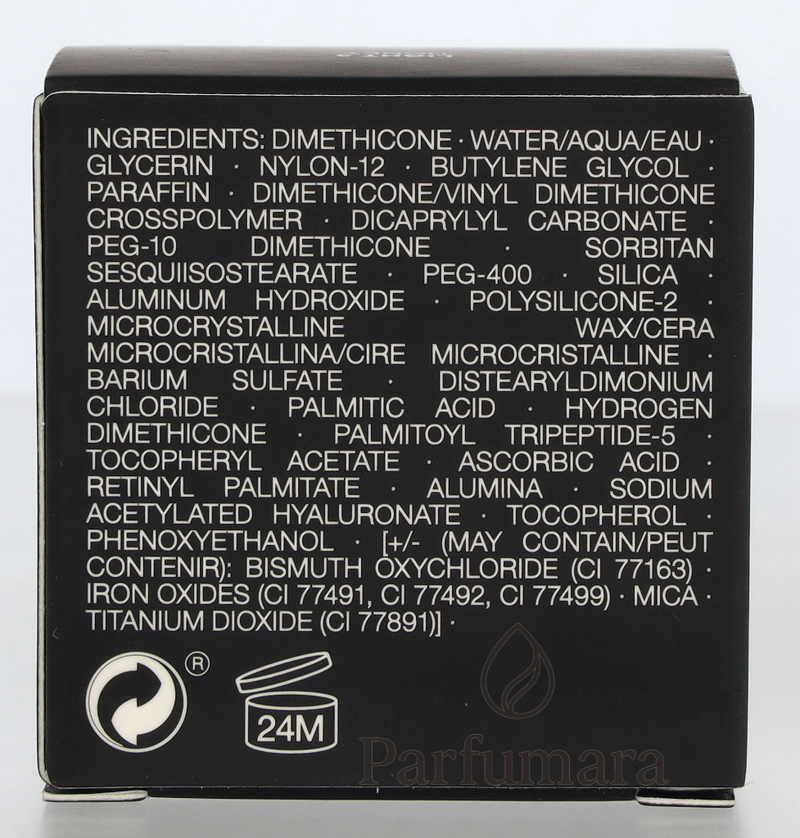 INGREDIENTS: DIMETHICONE · WATER/AQUA/EAU ·
GLYCERIN · NYLON-12 · BUTYLENE GLYCOL ·
PARAFFIN · DIMETHICONE/VINYL DIMETHICONE
CROSSPOLYMER · DICAPRYLYL CARBONATE ·
PEG-10 DIMETHICONE · SORBITAN
SESQUIISOSTEARATE · PEG-400 · SILICA ·
ALUMINUM HYDROXIDE · POLYSILICONE-2 ·
MICROCRYSTALLINE WAX/CERA
MICROCRISTALLINA/CIRE MICROCRISTALLINE ·
BARIUM SULFATE · DISTEARYLDIMONIUM
CHLORIDE · PALMITIC ACID · HYDROGEN
DIMETHICONE · PALMITOYL TRIPEPTIDE-5 ·
TOCOPHERYL ACETATE · ASCORBIC ACID ·
RETINYL PALMITATE · ALUMINA · SODIUM
ACETYLATED HYALURONATE · TOCOPHEROL ·
PHENOXYETHANOL · [+/- (MAY CONTAIN/PEUT
CONTENIR): BISMUTH OXYCHLORIDE (CI 77163) ·
IRON OXIDES (CI 77491, CI 77492, CI 77499) · MICA ·
TITANIUM DIOXIDE (CI 77891)] ·
®
24M
Parfumara